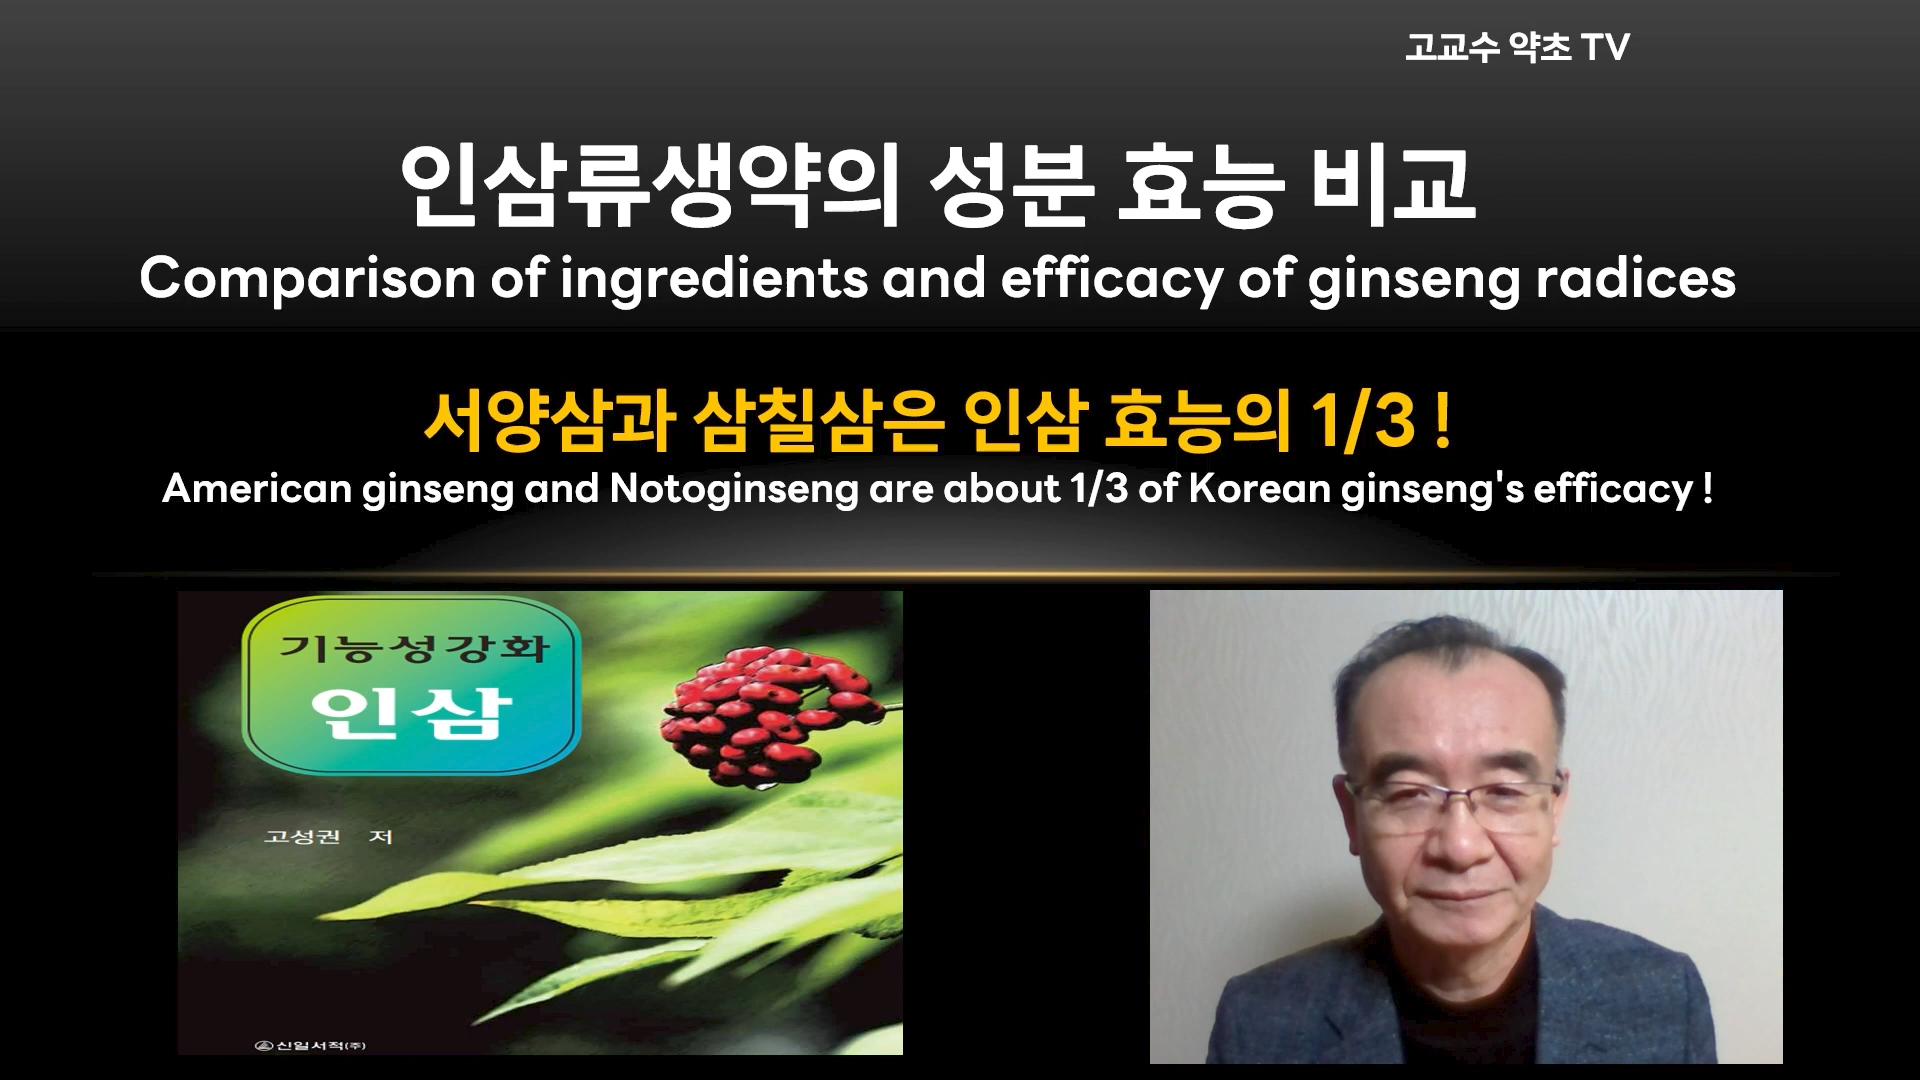 고교수 약초 TV
인삼류생약의 성분 효능 비교
Comparison of ingredients and efficacy of ginseng radices
서양삼과 삼칠삼은 인삼 효능의 1/3 !
American ginseng and Notoginseng are about 1/3 of Korean ginseng's efficacy !
기능성강화
인삼
고성권 저
신일서적(주)